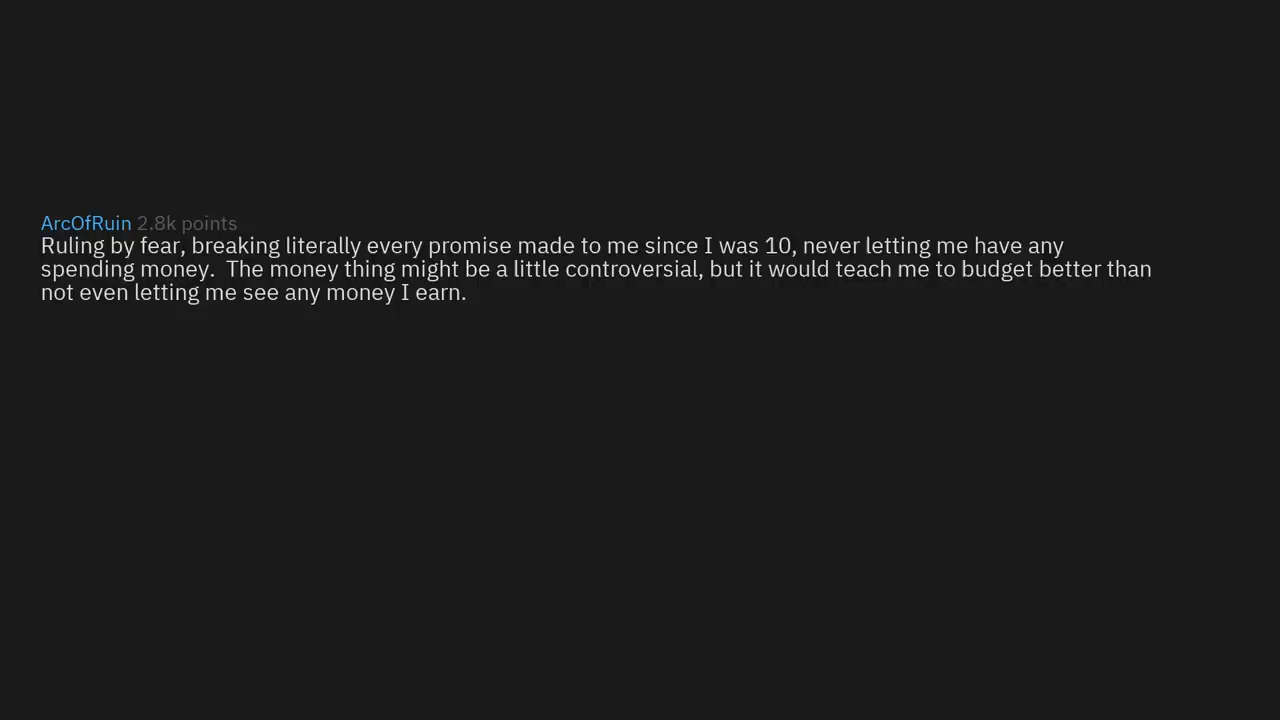 ArcOfRuin 2.8k points
Ruling by fear, breaking literally every promise made to me since I was 10, never letting me have any
spending money.  The money thing might be a little controversial, but it would teach me to budget better than
not even letting me see any money I earn.